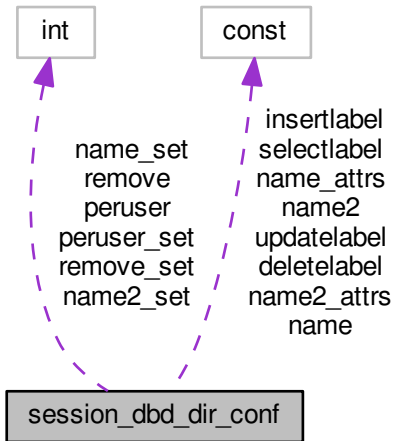 int
const
name_set
remove
peruser
peruser_set
remove_set
name2_set
insertlabel
selectlabel
name_attrs
name2
updatelabel
deletelabel
name2_attrs
name
session_dbd_dir_conf